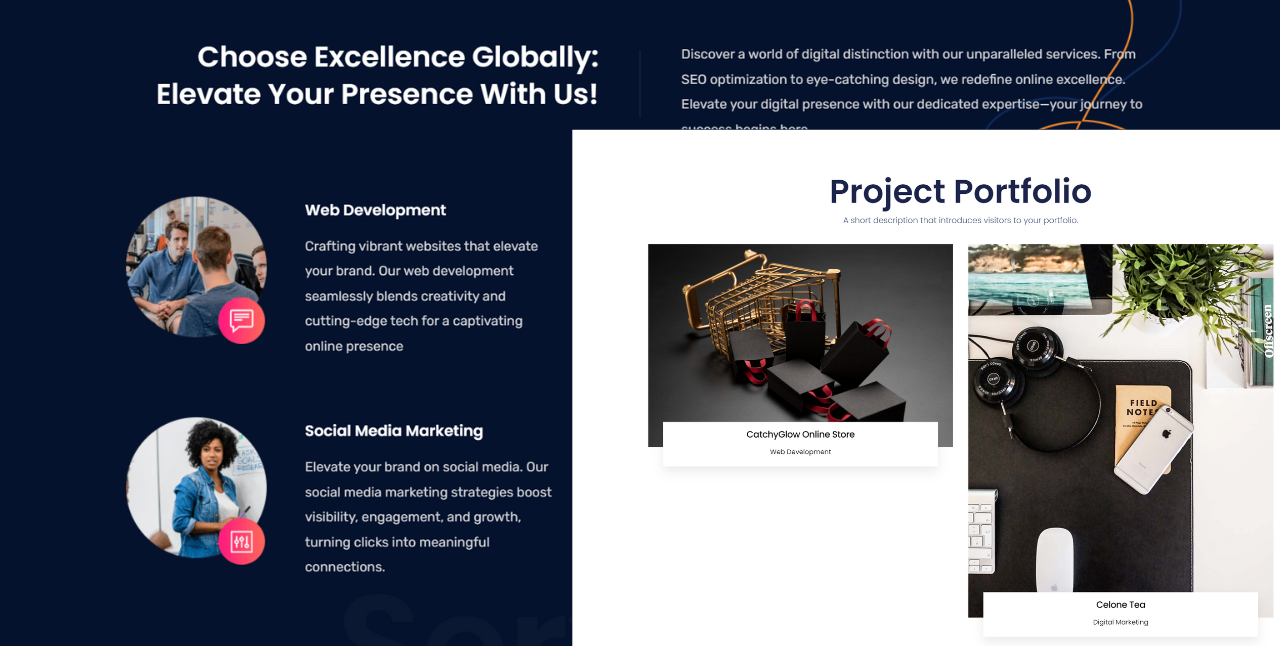 Choose Excellence Globally:
Elevate Your Presence With Us!
Discover a world of digital distinction with our unparalleled services. From
SEO optimization to eye-catching design, we redefine online excellence.
Elevate your digital presence with our dedicated expertise—your journey to
success begins here
Web Development
Crafting vibrant websites that elevate
your brand. Our web development
seamlessly blends creativity and
cutting-edge tech for a captivating
online presence
Social Media Marketing
Elevate your brand on social media. Our
social media marketing strategies boost
visibility, engagement, and growth,
turning clicks into meaningful
connections.
Project Portfolio
A short description that introduces visitors to your portfolio.
CatchyGlow Online Store
Web Development
Offscreen
FIELD
NOTES
Celone Tea
Digital Marketing